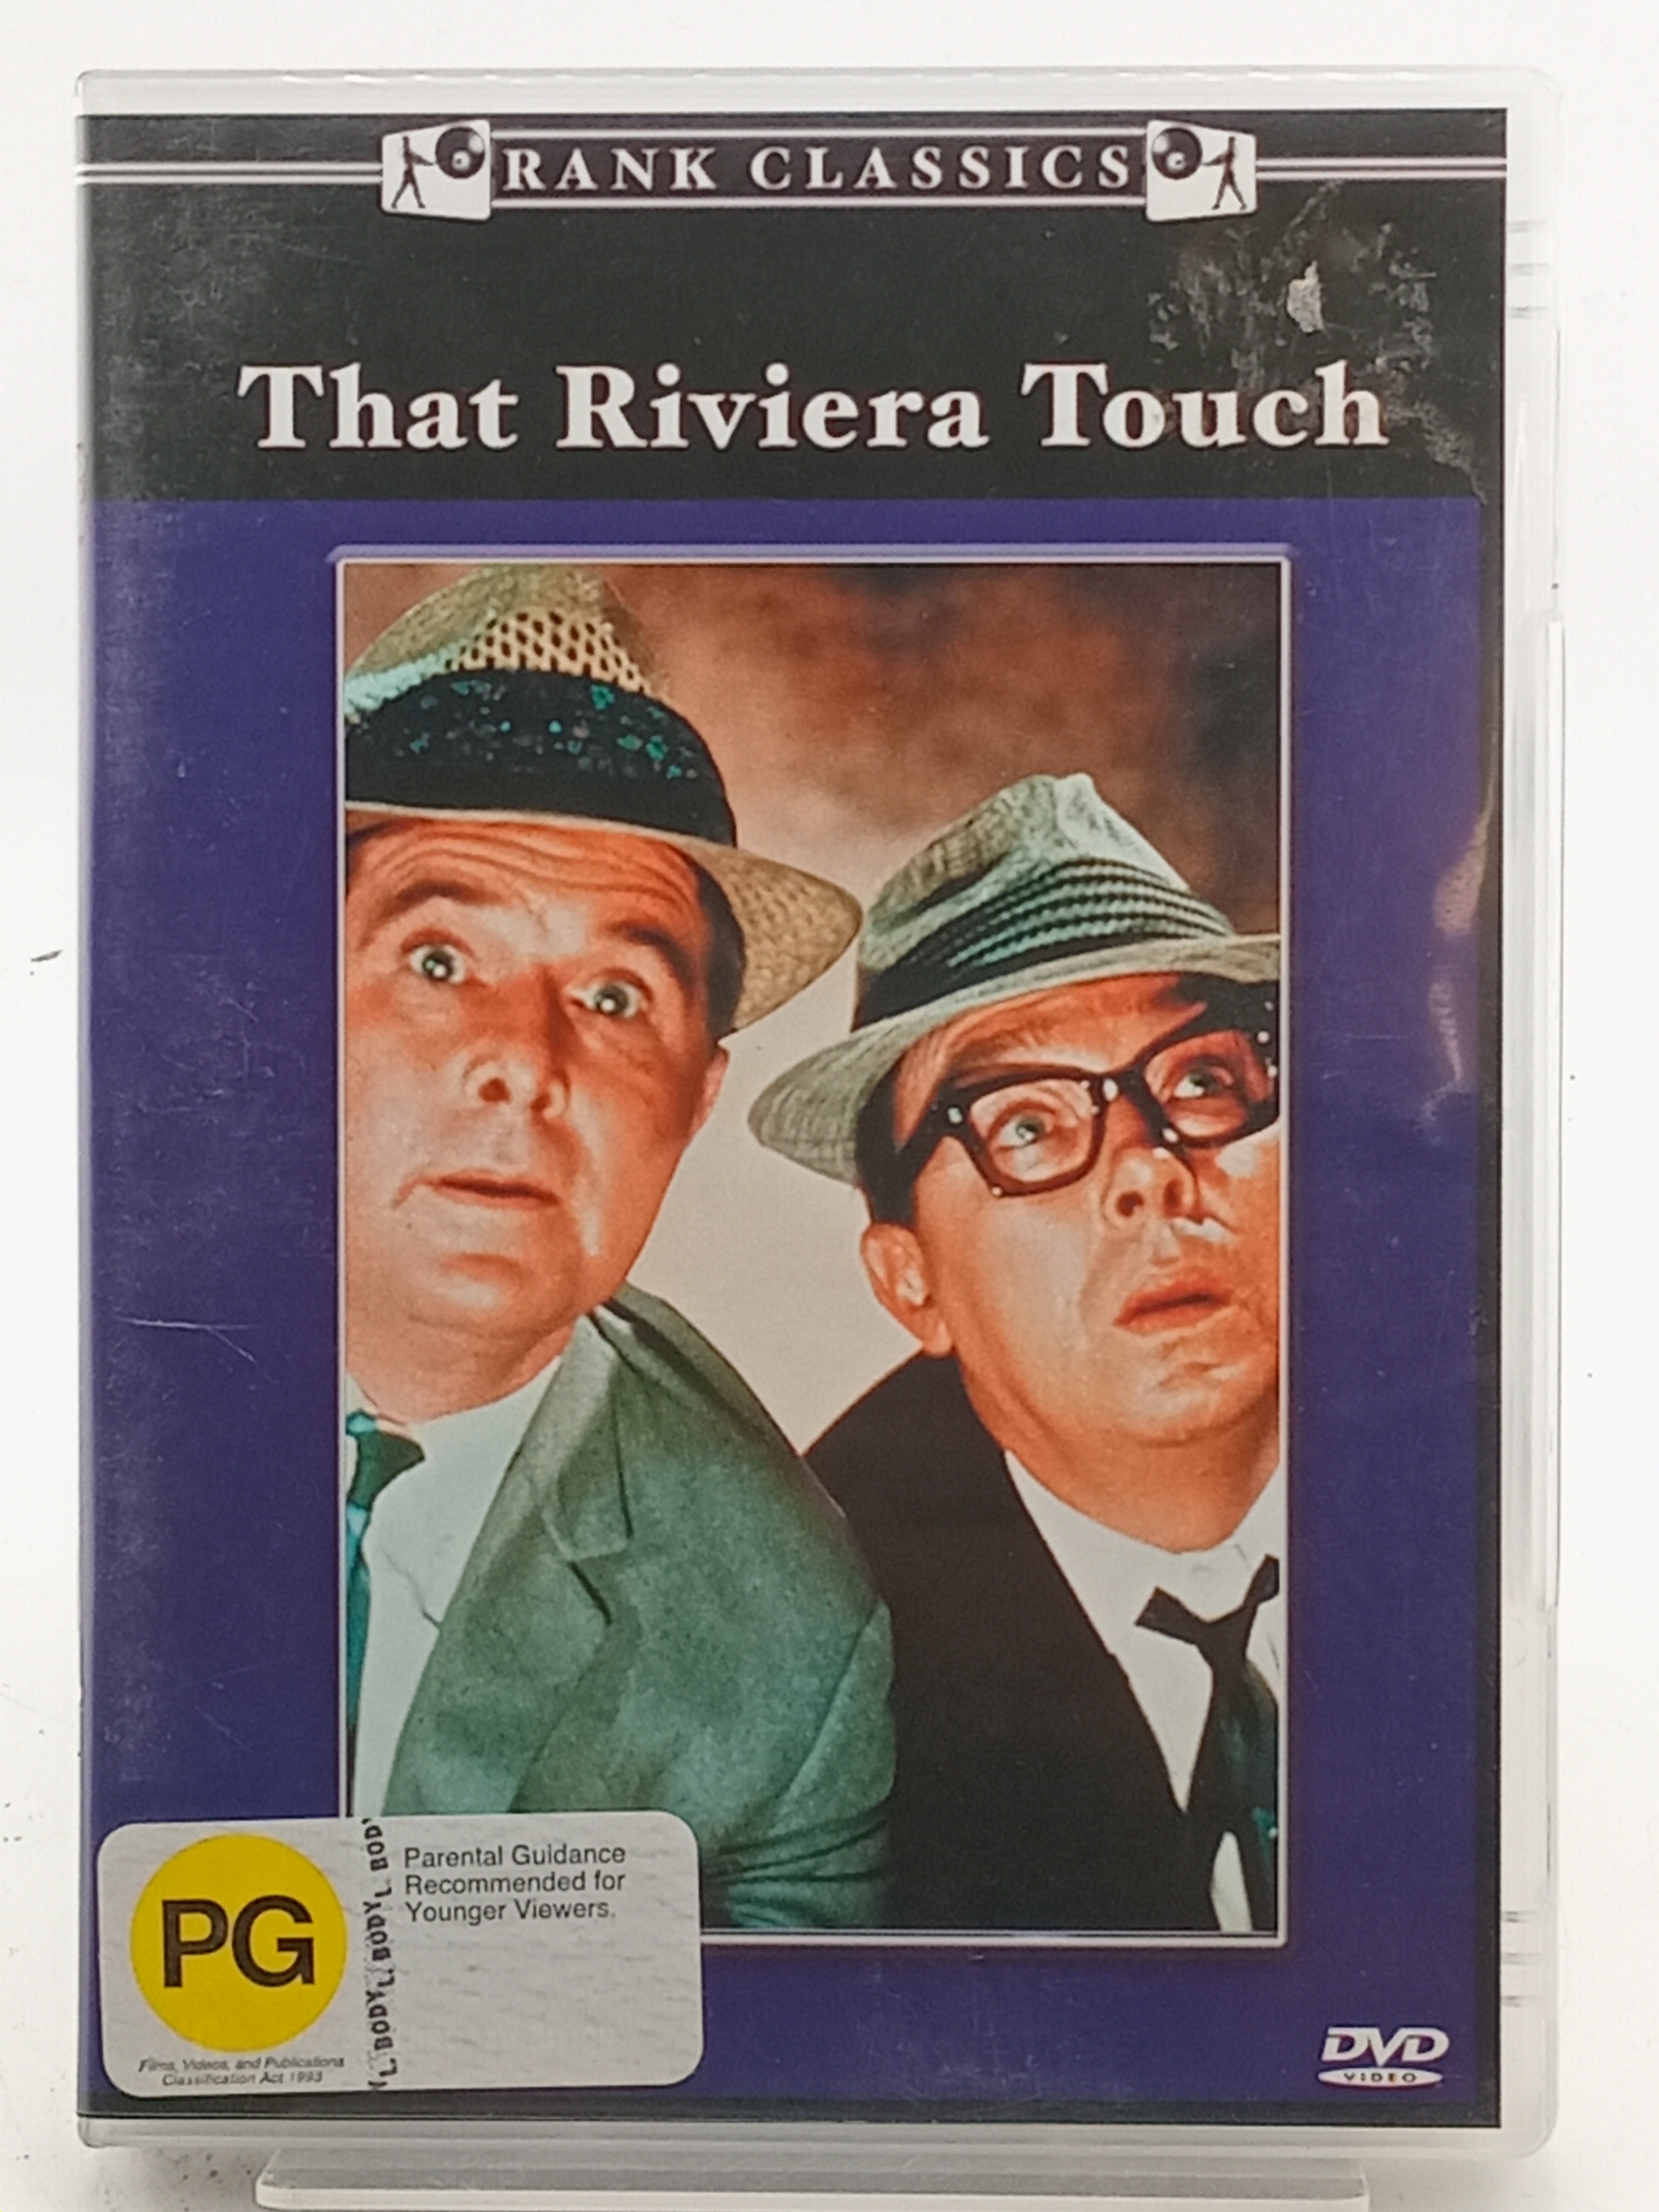 RANK CLASSICS
That Riviera Touch
PG
Parental Guidance
Recommended for
Younger Viewers.
Films, Videos, and Publications
Classification Act 1993
DVD
VIDEO